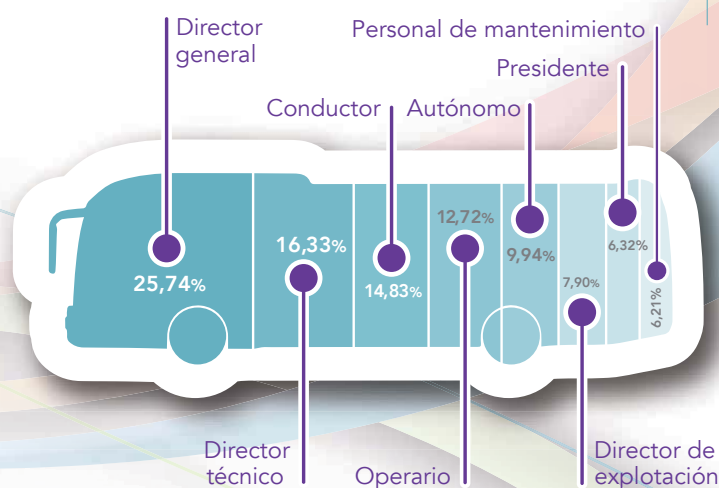 Director
general
Personal de mantenimiento
Presidente
Conductor
Autónomo
25,74%
16,33%
14,83%
12,72%
9,94%
7,90%
6,32%
6,21%
Director
técnico
Operario
Director de
explotación